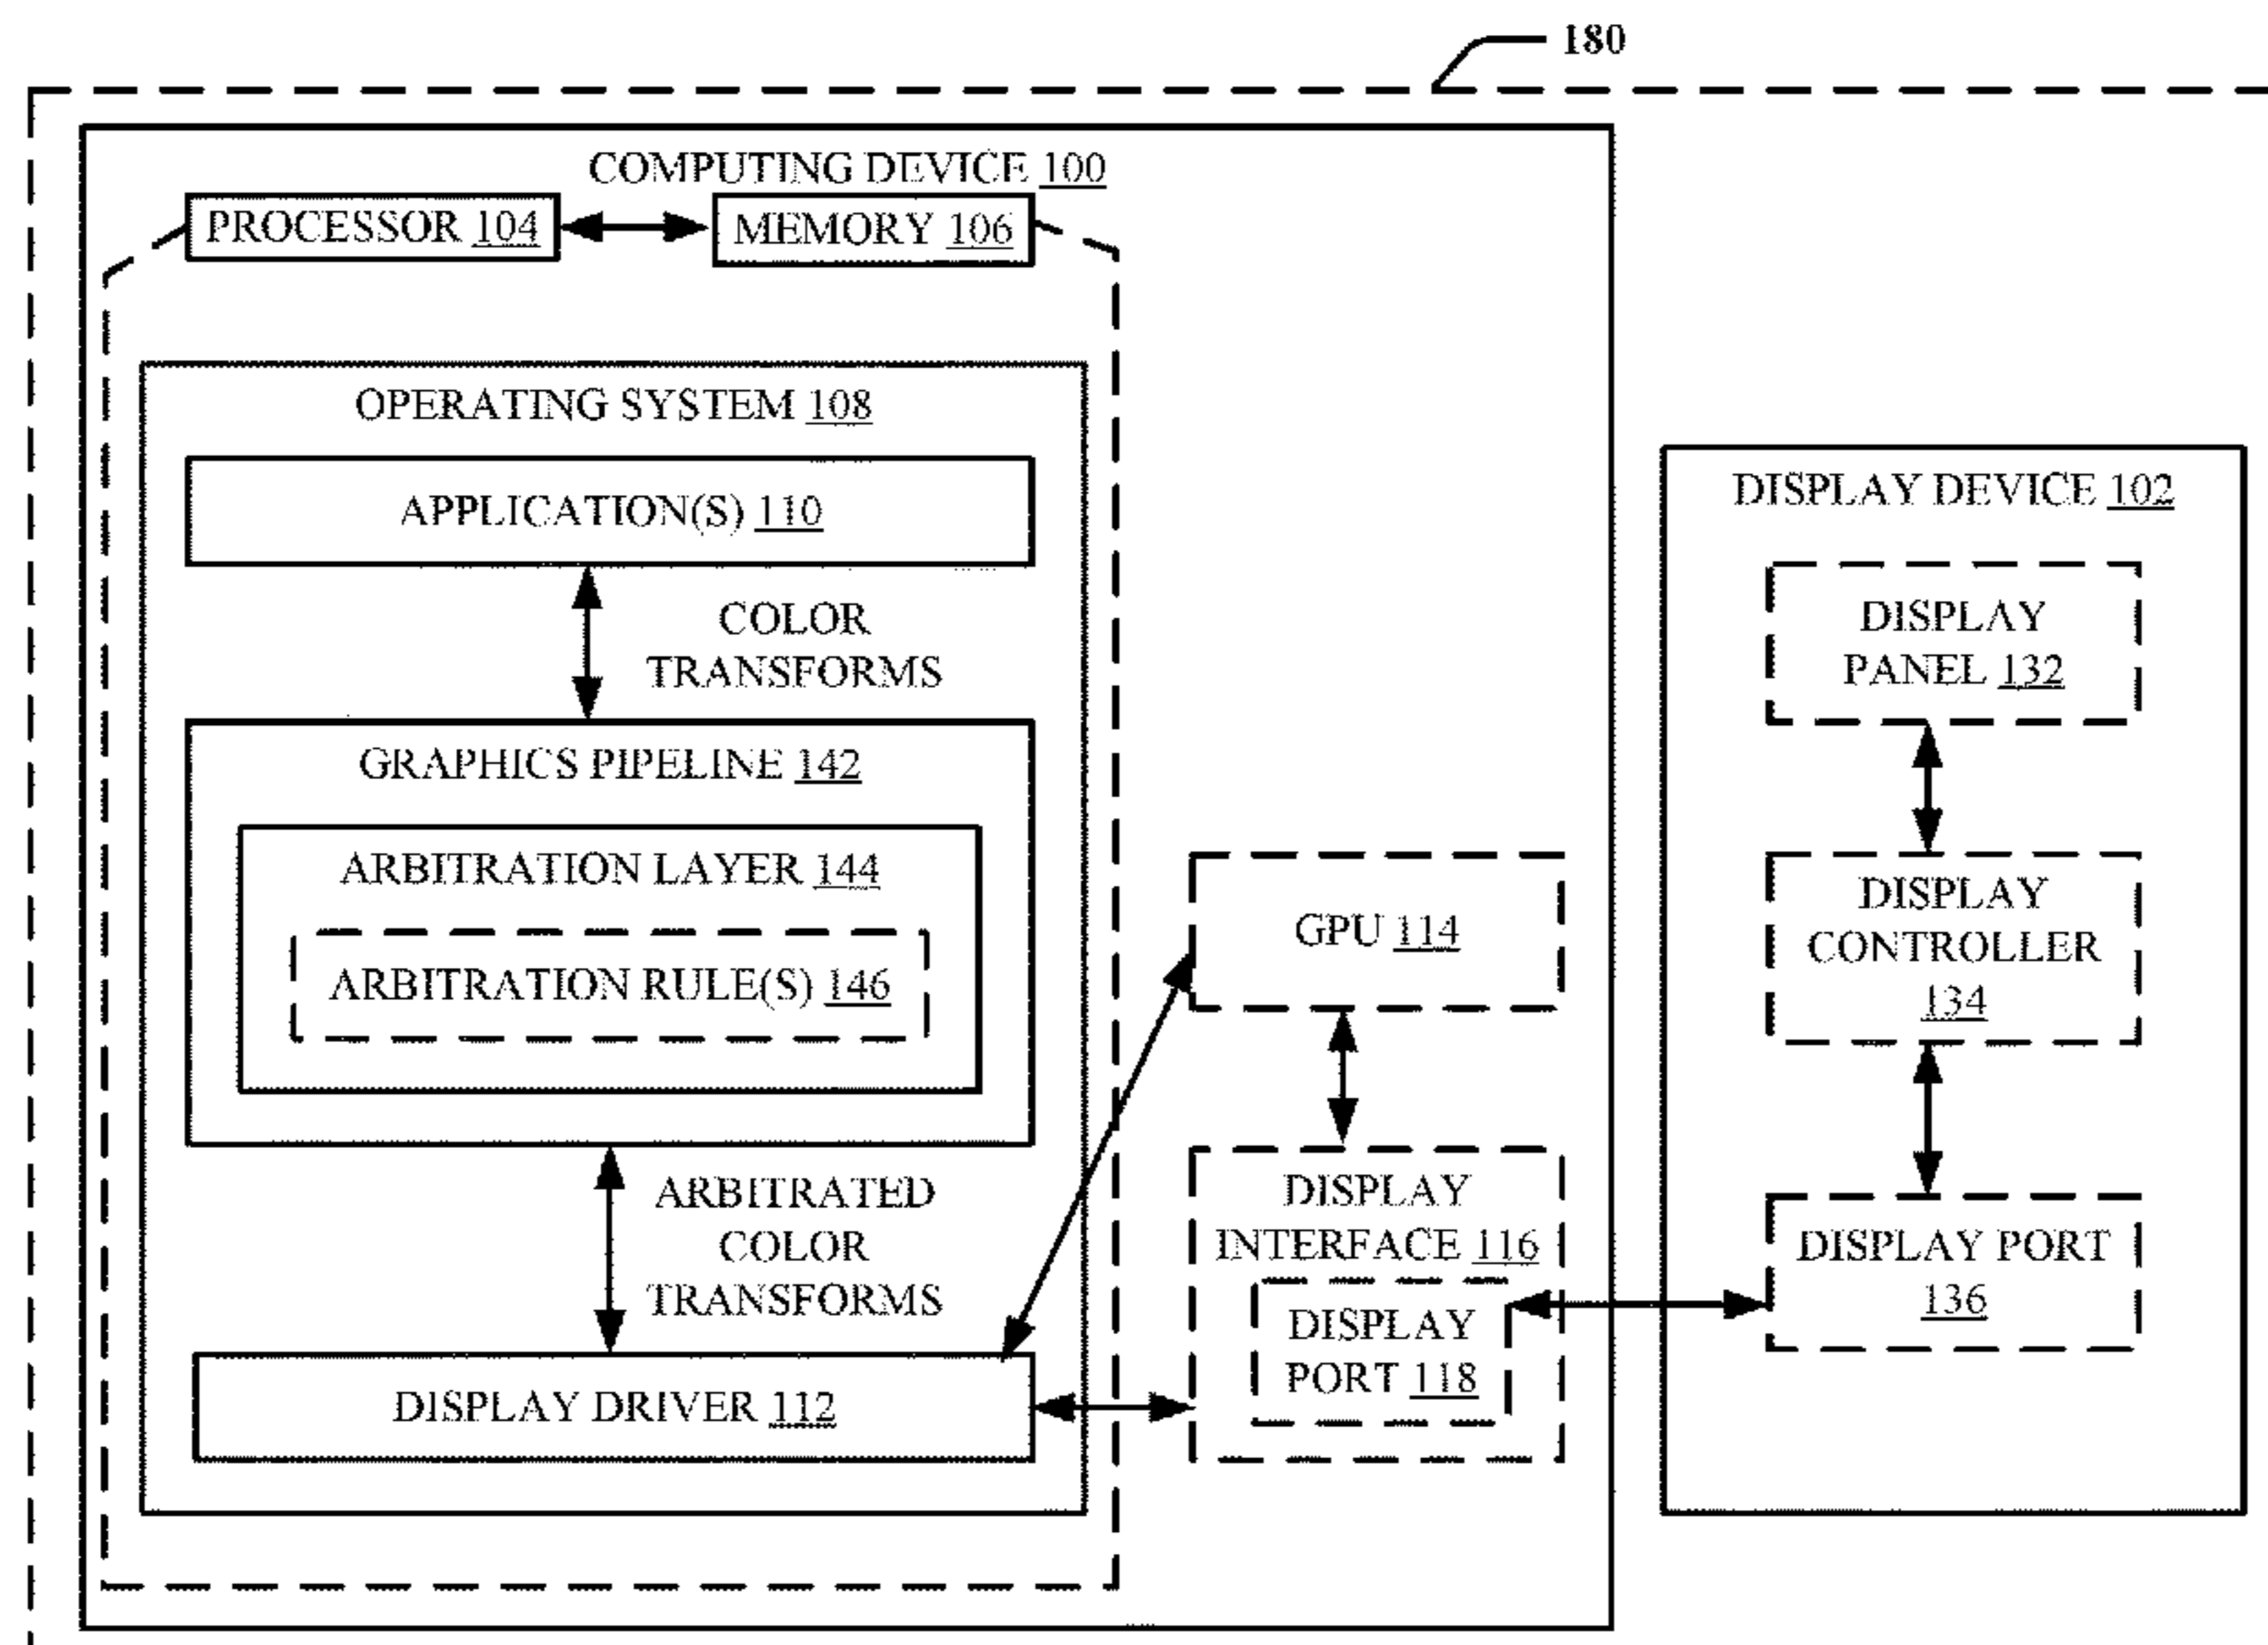 180
COMPUTING DEVICE 100
PROCESSOR 104
MEMORY 106
OPERATING SYSTEM 108
APPLICATION(S) 110
COLOR
TRANSFORMS
GRAPHICS PIPELINE 142
ARBITRATION LAYER 144
ARBITRATION RULE(S) 146
ARBITRATED
COLOR
TRANSFORMS
DISPLAY DRIVER 112
GPU 114
DISPLAY
INTERFACE 116
DISPLAY
PORT 118
DISPLAY DEVICE 102
DISPLAY
PANEL 132
DISPLAY
CONTROLLER
134
DISPLAY PORT
136